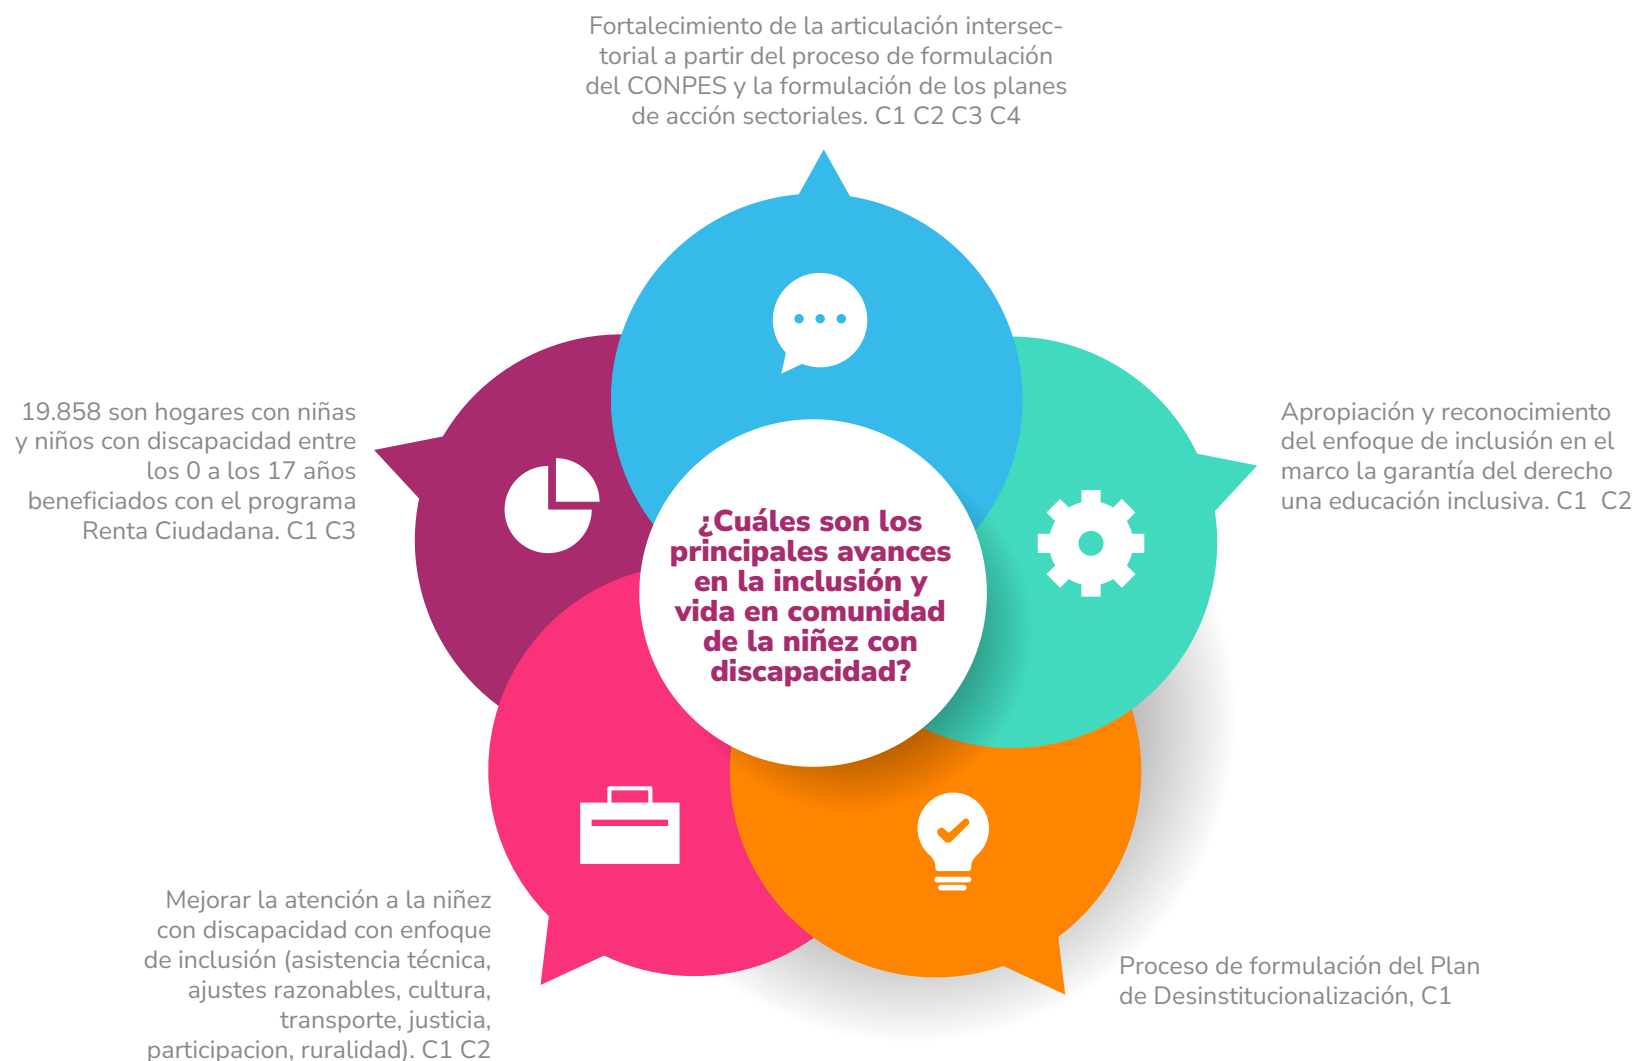 Fortalecimiento de la articulación intersec-
torial a partir del proceso de formulación
del CONPES y la formulación de los planes
de acción sectoriales. C1 C2 C3 C4
19.858 son hogares con niñas
y niños con discapacidad entre
los 0 a los 17 años
beneficiados con el programa
Renta Ciudadana. C1 C3
Apropiación y reconocimiento
del enfoque de inclusión en el
marco la garantía del derecho
una educación inclusiva. C1  C2
¿Cuáles son los
principales avances
en la inclusión y
vida en comunidad
de la niñez con
discapacidad?
Mejorar la atención a la niñez
con discapacidad con enfoque
de inclusión (asistencia técnica,
ajustes razonables, cultura,
transporte, justicia,
participacion, ruralidad). C1 C2
Proceso de formulación del Plan
de Desinstitucionalización, C1